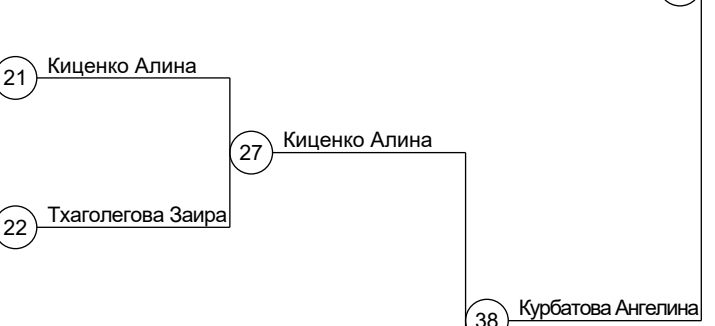 21 Киценко Алина
27 Киценко Алина
22 Тхаголегова Заира
38 Курбатова Ангелина